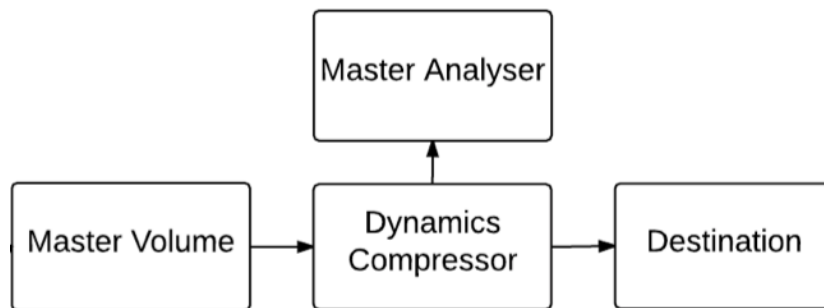 Master Analyser
Master Volume
Dynamics
Compressor
Destination